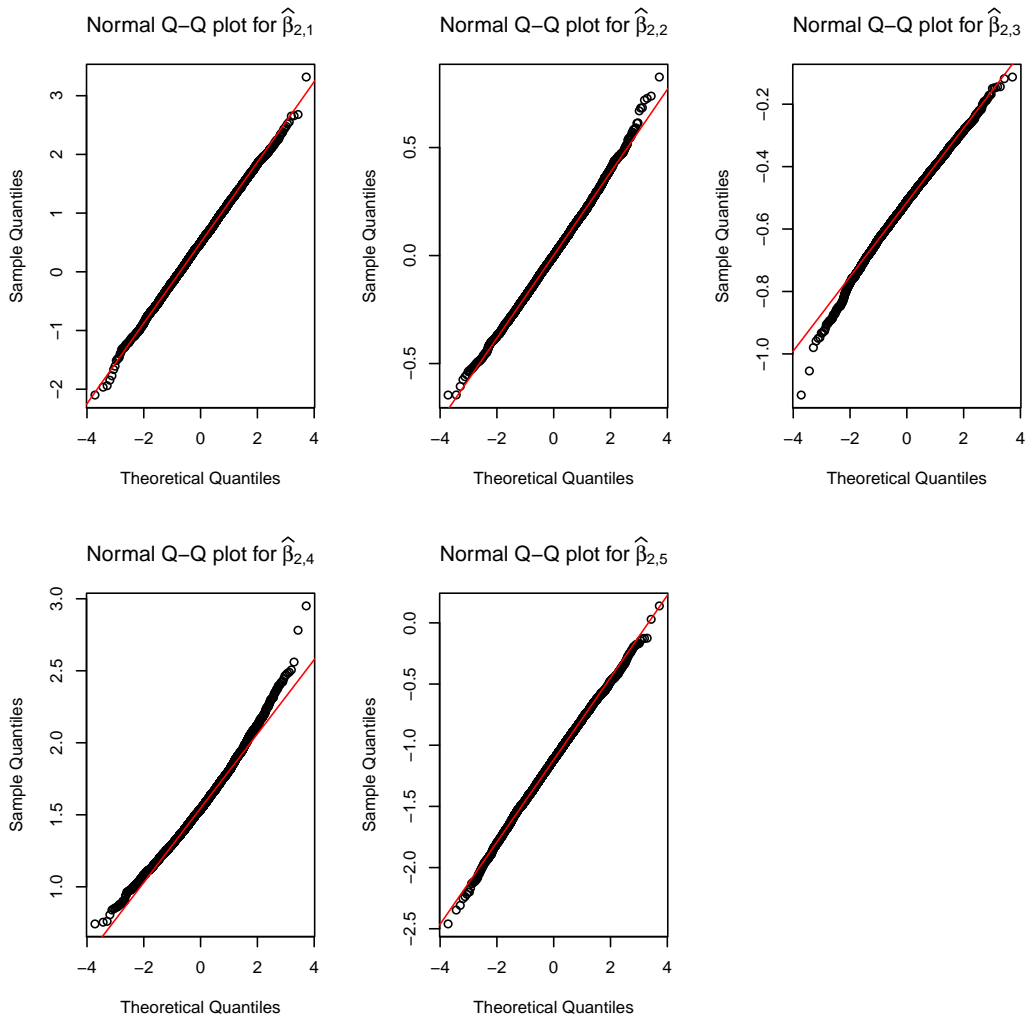 Normal Q−Q plot for β̂2,1
Normal Q−Q plot for β̂2,2
Normal Q−Q plot for β̂2,3
Sample Quantiles
3
2
1
0
−1
−2
−4 −2 0 2 4
Theoretical Quantiles
Sample Quantiles
0.5
0.0
−0.5
−4 −2 0 2 4
Theoretical Quantiles
Sample Quantiles
−0.2
−0.4
−0.6
−0.8
−1.0
−4 −2 0 2 4
Theoretical Quantiles
Normal Q−Q plot for β̂2,4
Normal Q−Q plot for β̂2,5
Sample Quantiles
3.0
2.5
2.0
1.5
1.0
−4 −2 0 2 4
Theoretical Quantiles
Sample Quantiles
0.0
−0.5
−1.0
−1.5
−2.0
−2.5
−4 −2 0 2 4
Theoretical Quantiles